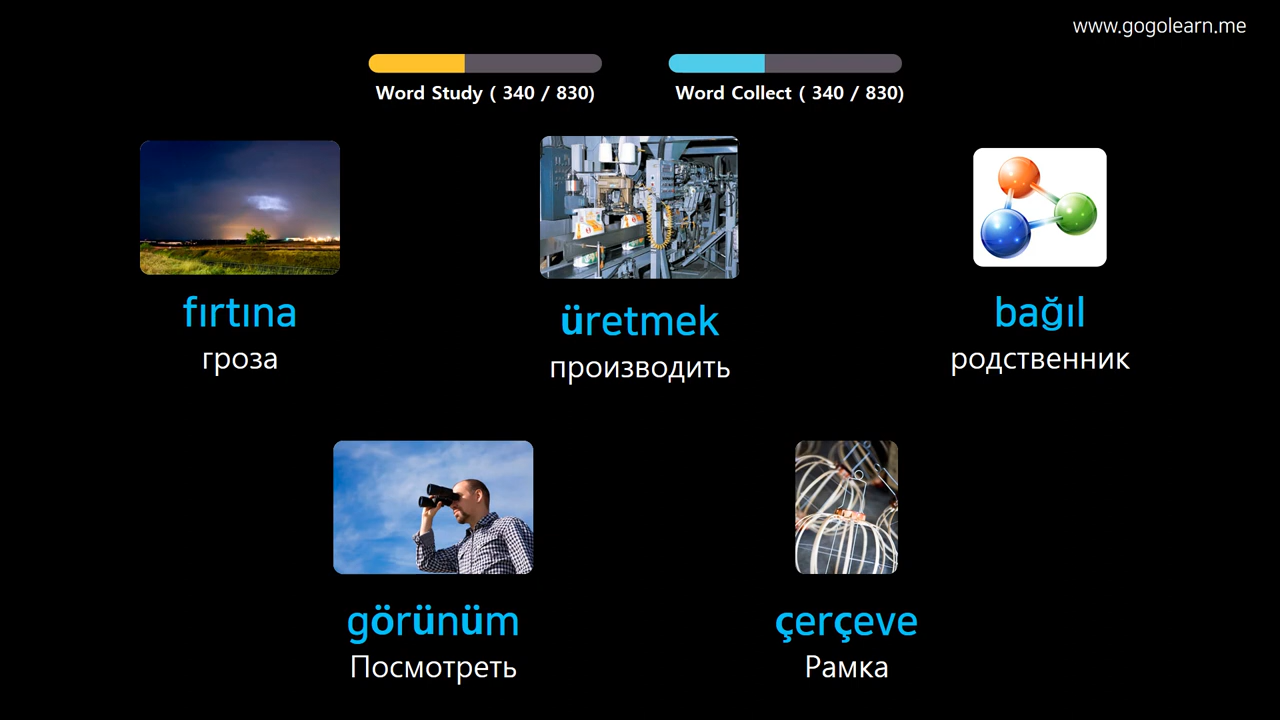 www.gogolearn.me
Word Study ( 340 / 830)
Word Collect ( 340 / 830)
fırtına
гроза
üretmek
производить
bağıl
родственник
görünüm
Посмотреть
çerçeve
Рамка